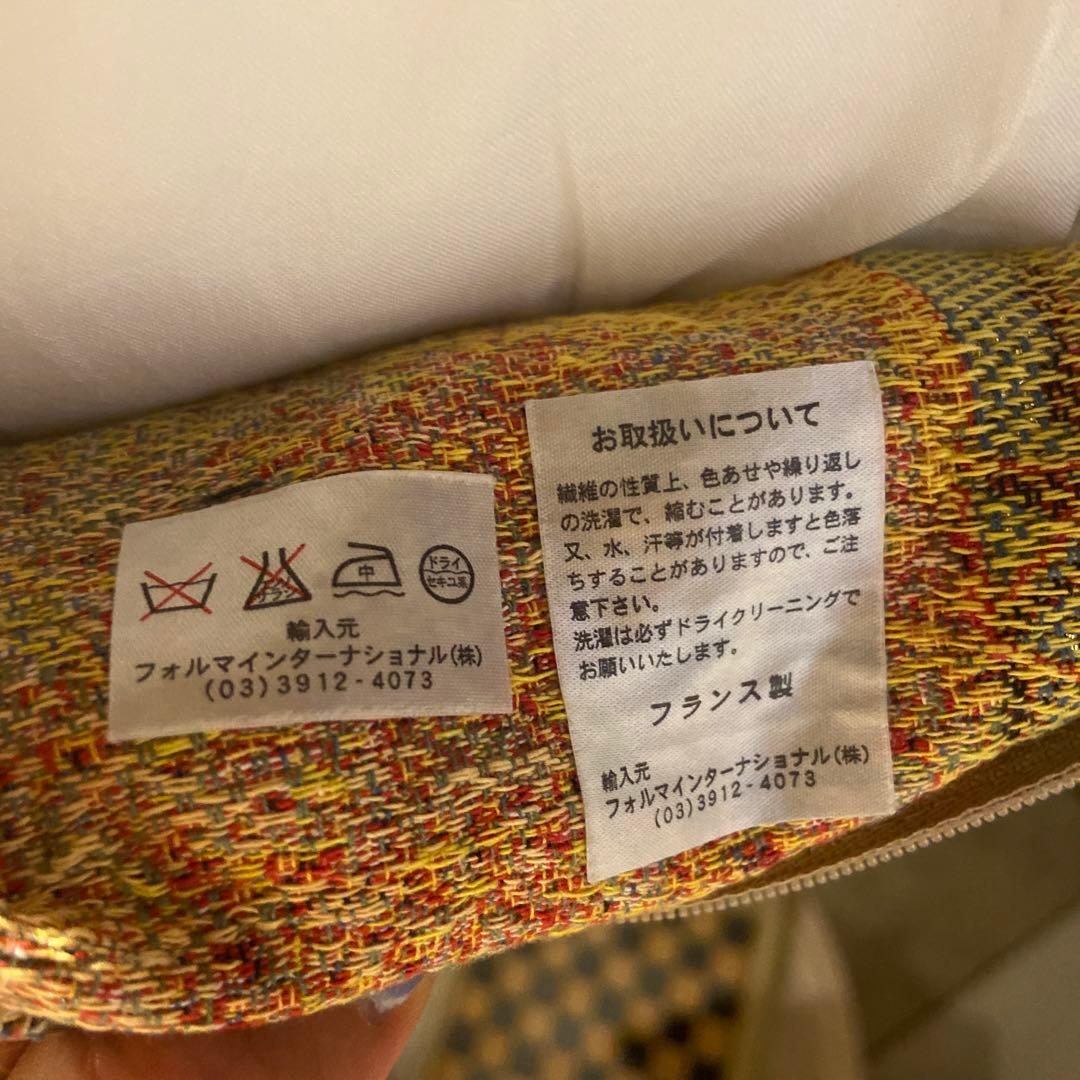 中
ドライ
セキユ系
輸入元
フォルマインターナショナル(株)
(03)3912-4073
お取扱いについて
繊維の性質上、色あせや繰り返し
の洗濯で、縮むことがあります。
又、水、汗等が付着しますと色落
ちすることがありますので、ご注
意下さい。
洗濯は必ずドライクリーニングで
お願いいたします。
フランス製
輸入元
フォルマインターナショナル(株)
(03)3912-4073